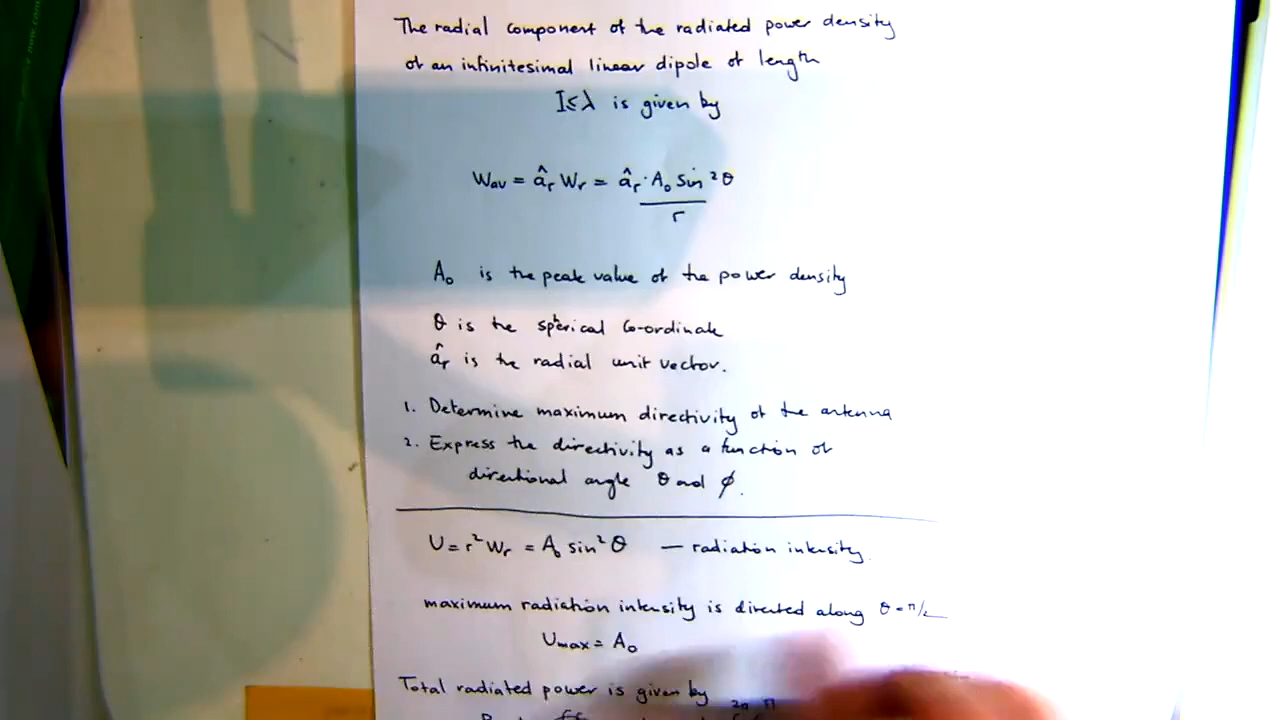 The radial component of the radiated power density
of an infinitesimal linear dipole of length
I≤λ is given by
Wav = âr Wr = âr · A₀ sin²θ / r
A₀ is the peak value of the power density
θ is the spherical co-ordinate
âr is the radial unit vector.
1. Determine maximum directivity of the antenna
2. Express the directivity as a function of
directional angle θ and ϕ.
U = r² Wr = A₀ sin² θ — radiation intensity.
maximum radiation intensity is directed along θ = π/2
Umax = A₀
Total radiated power is given by